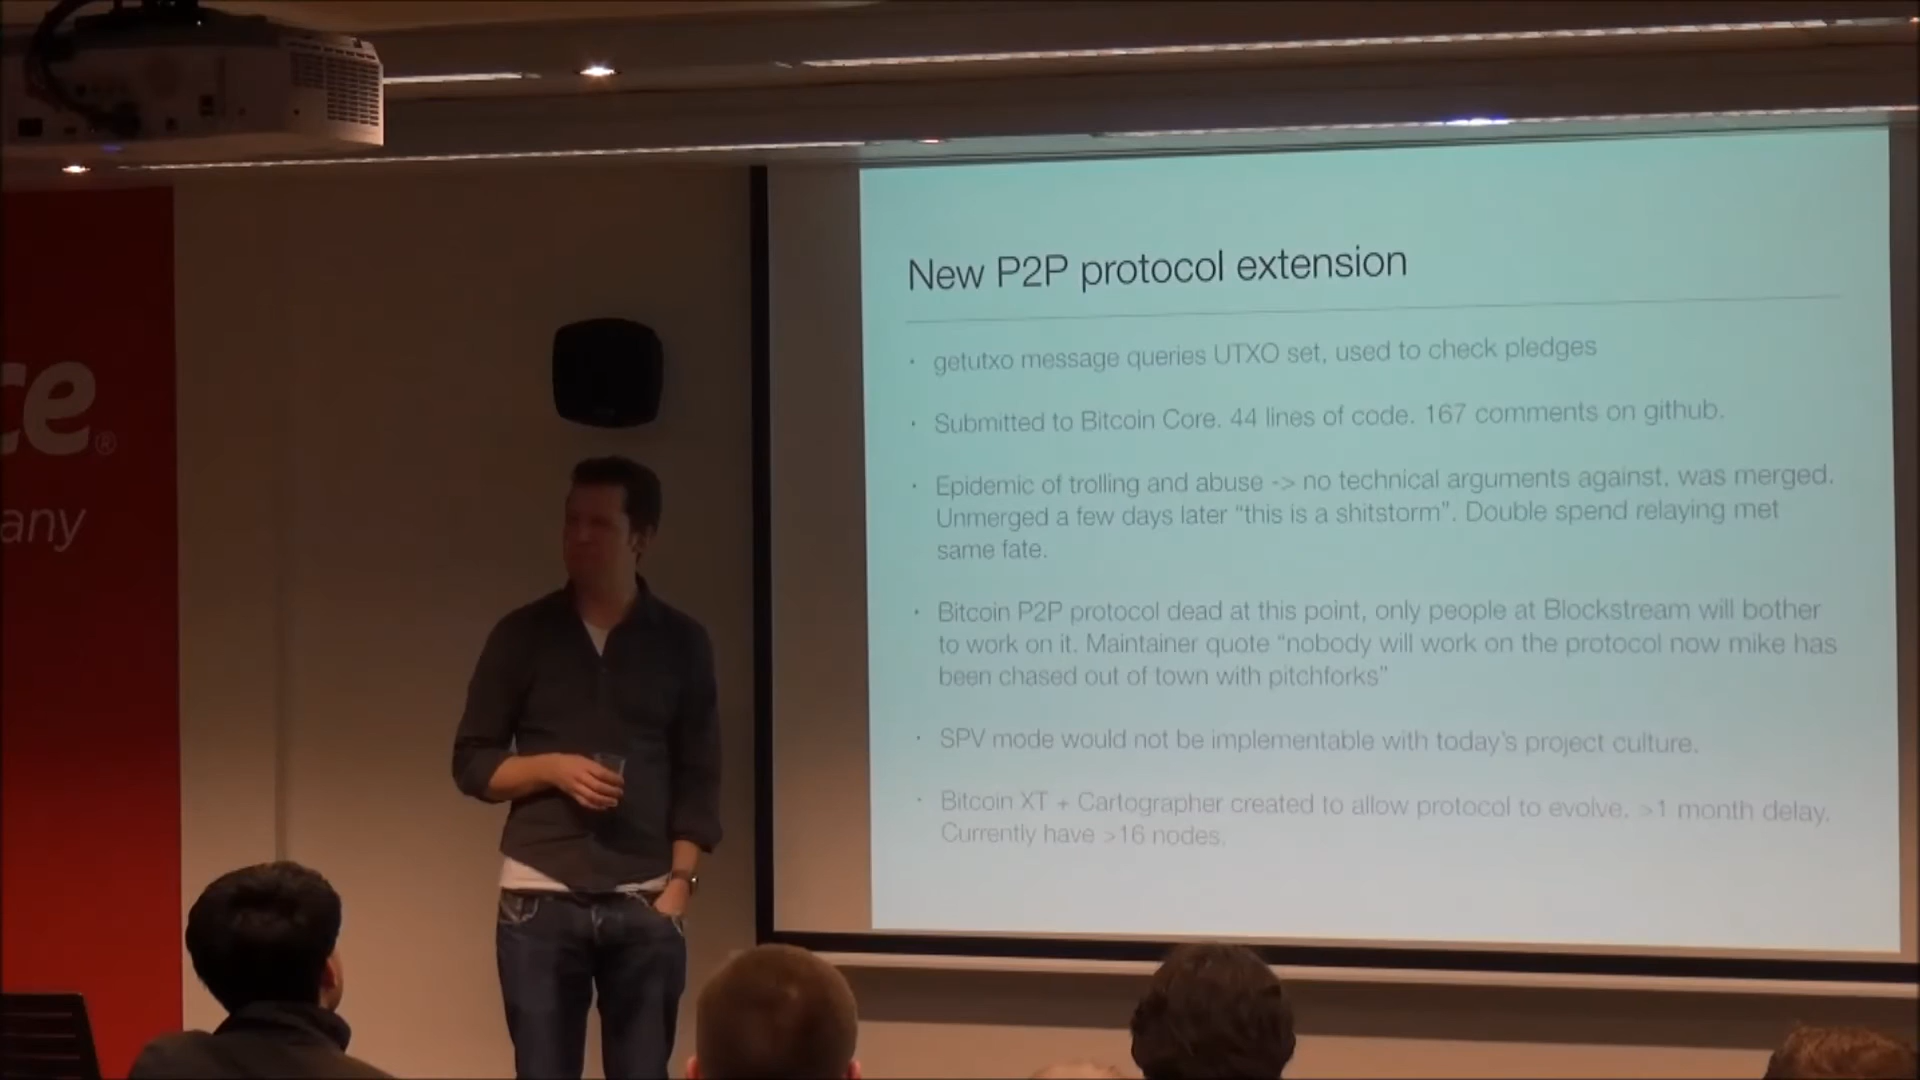 ce®
any
New P2P protocol extension
· getutxo message queries UTXO set, used to check pledges
· Submitted to Bitcoin Core. 44 lines of code. 167 comments on github.
· Epidemic of trolling and abuse -> no technical arguments against, was merged.
Unmerged a few days later “this is a shitstorm”. Double spend relaying met
same fate.
· Bitcoin P2P protocol dead at this point, only people at Blockstream will bother
to work on it. Maintainer quote “nobody will work on the protocol now mike has
been chased out of town with pitchforks”
· SPV mode would not be implementable with today's project culture.
· Bitcoin XT + Cartographer created to allow protocol to evolve. >1 month delay.
Currently have >16 nodes.